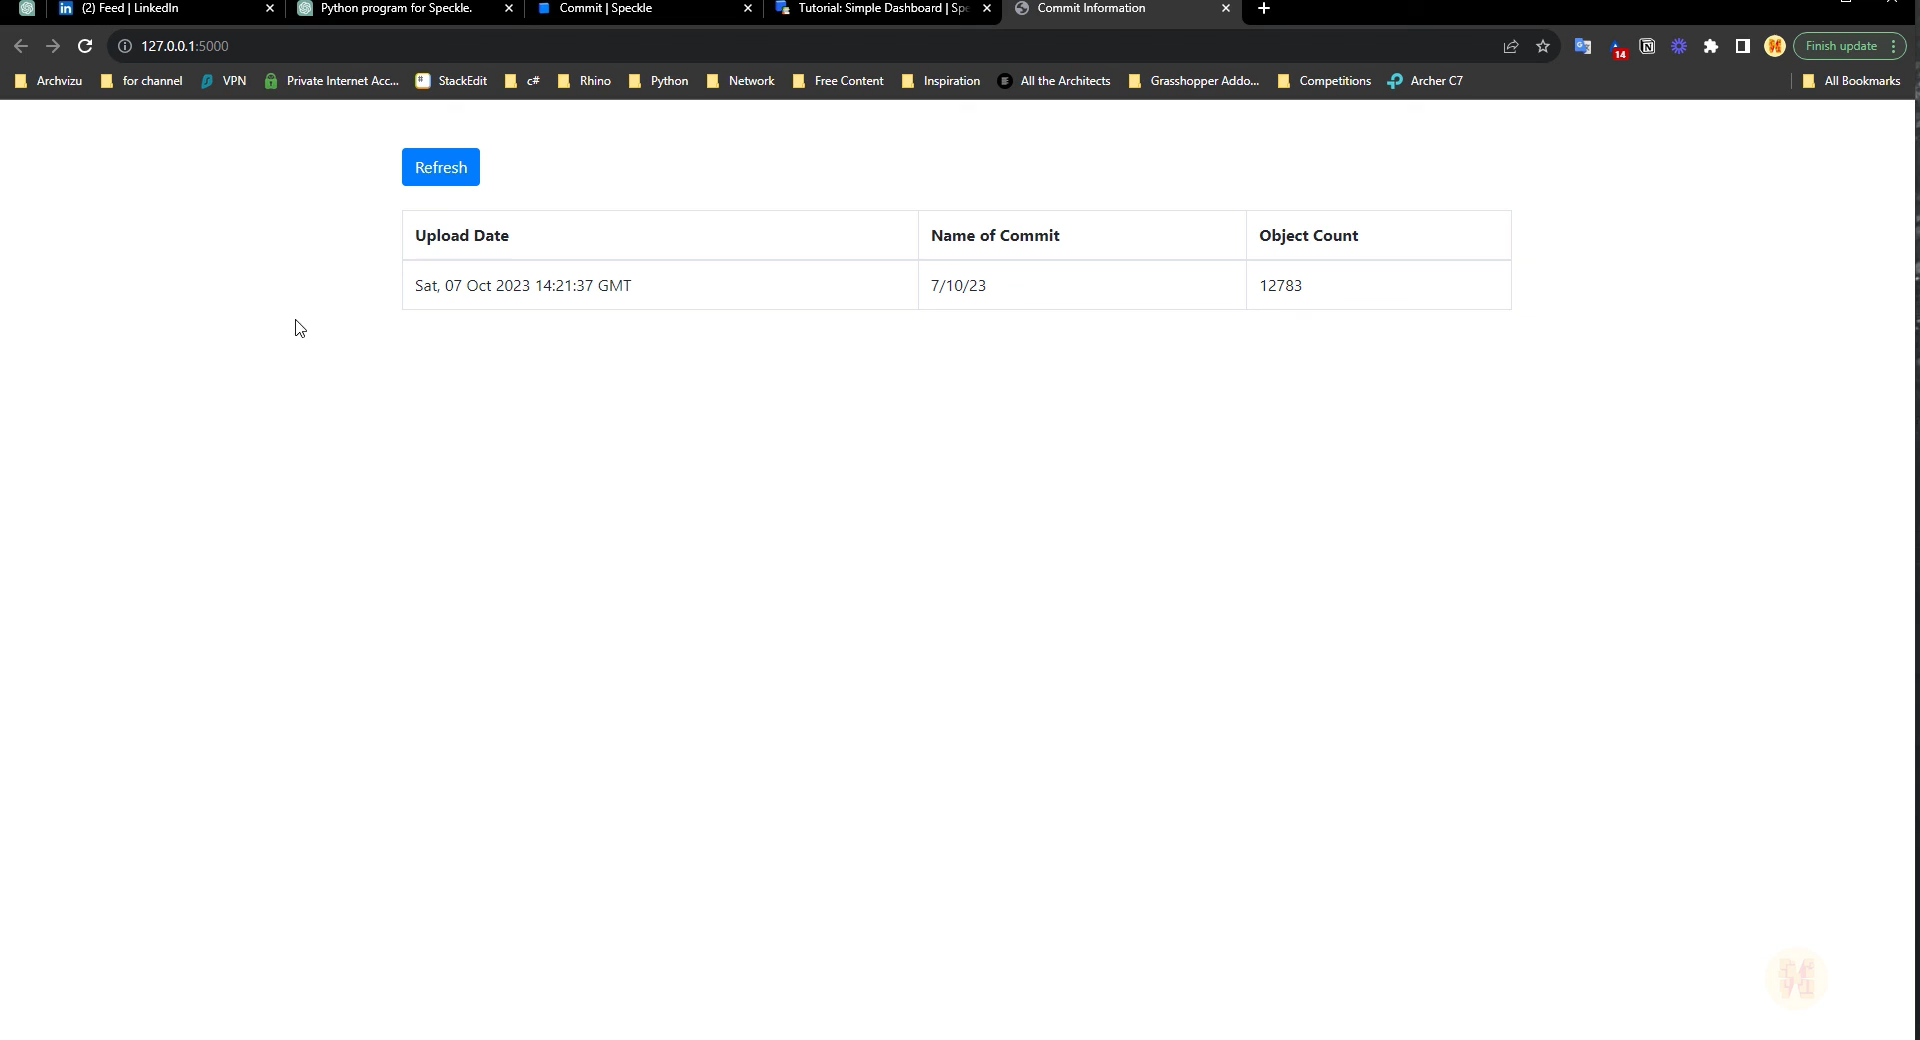 (2) Feed | LinkedIn
Python program for Speckle.
Commit | Speckle
Tutorial: Simple Dashboard | Spe
Commit Information
127.0.0.1:5000
14
Finish update
Archvizu
for channel
VPN
Private Internet Acc...
StackEdit
c#
Rhino
Python
Network
Free Content
Inspiration
All the Architects
Grasshopper Addo...
Competitions
Archer C7
All Bookmarks
Refresh
Upload Date Name of Commit Object Count
Sat, 07 Oct 2023 14:21:37 GMT 7/10/23 12783